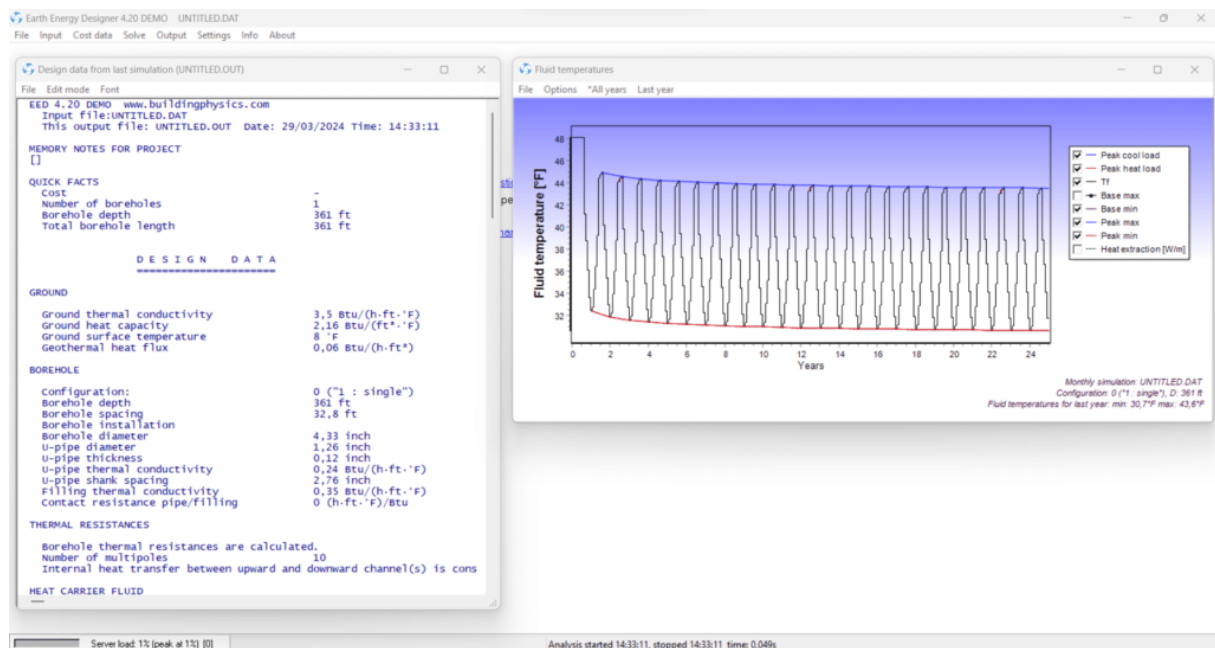 Earth Energy Designer 4.20 DEMO UNTITLED.DAT
File Input Cost data Solve Output Settings Info About
Design data from last simulation (UNTITLED.OUT)
File Edit mode Font
EED 4.20 DEMO www.buildingphysics.com
Input file:UNTITLED.DAT
This output file: UNTITLED.OUT Date: 29/03/2024 Time: 14:33:11
MEMORY NOTES FOR PROJECT
[]
QUICK FACTS
Cost -
Number of boreholes 1
Borehole depth 361 ft
Total borehole length 361 ft
D E S I G N D A T A
=====================
GROUND
Ground thermal conductivity 3,5 Btu/(h·ft·°F)
Ground heat capacity 2,16 Btu/(ft³·°F)
Ground surface temperature 8 °F
Geothermal heat flux 0,06 Btu/(h·ft²)
BOREHOLE
Configuration: 0 ("1 : single")
Borehole depth 361 ft
Borehole spacing 32,8 ft
Borehole installation
Borehole diameter 4,33 inch
U-pipe diameter 1,26 inch
U-pipe thickness 0,12 inch
U-pipe thermal conductivity 0,24 Btu/(h·ft·°F)
U-pipe shank spacing 2,76 inch
Filling thermal conductivity 0,35 Btu/(h·ft·°F)
Contact resistance pipe/filling 0 (h·ft·°F)/Btu
THERMAL RESISTANCES
Borehole thermal resistances are calculated.
Number of multipoles 10
Internal heat transfer between upward and downward channel(s) is cons
HEAT CARRIER FLUID
Fluid temperatures
File Options *All years Last year
Fluid temperature [°F]
48
46
44
42
40
38
36
34
32
0 2 4 6 8 10 12 14 16 18 20 22 24
Years
Peak cool load
Peak heat load
Tf
Base max
Base min
Peak max
Peak min
Heat extraction [W/m]
Monthly simulation: UNTITLED.DAT
Configuration: 0 ("1 : single"), D: 361 ft
Fluid temperatures for last year: min: 30,7°F max: 43,6°F
Server load: 1% (peak at 1%) [0]
Analysis started 14:33:11, stopped 14:33:11 time: 0.049s